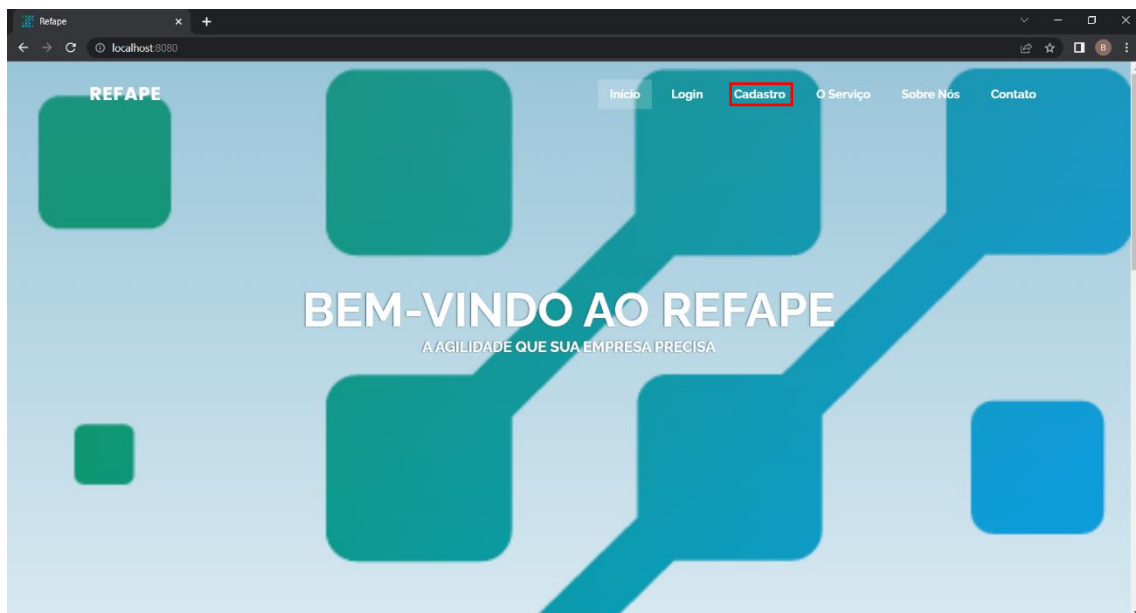 Refape
localhost:8080
B
REFAPE
Início
Login
Cadastro
O Serviço
Sobre Nós
Contato
BEM-VINDO AO REFAPE
A AGILIDADE QUE SUA EMPRESA PRECISA